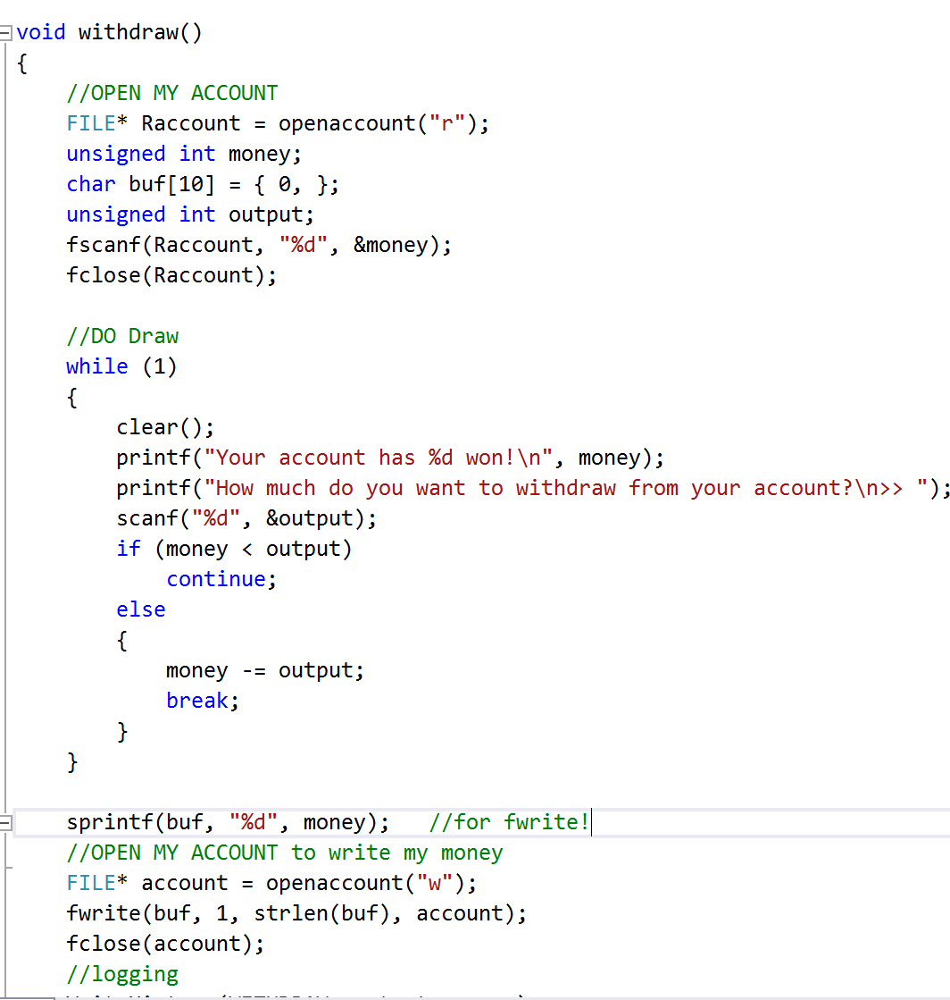 void withdraw()
{
    //OPEN MY ACCOUNT
    FILE* Raccount = openaccount("r");
    unsigned int money;
    char buf[10] = { 0, };
    unsigned int output;
    fscanf(Raccount, "%d", &money);
    fclose(Raccount);

    //DO Draw
    while (1)
    {
        clear();
        printf("Your account has %d won!\n", money);
        printf("How much do you want to withdraw from your account?\n>> ");
        scanf("%d", &output);
        if (money < output)
            continue;
        else
        {
            money -= output;
            break;
        }
    }

    sprintf(buf, "%d", money);   //for fwrite!
    //OPEN MY ACCOUNT to write my money
    FILE* account = openaccount("w");
    fwrite(buf, 1, strlen(buf), account);
    fclose(account);
    //logging